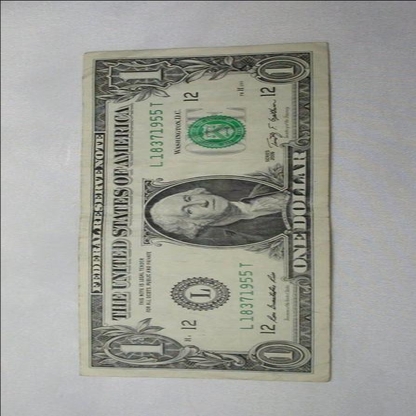 FEDERAL RESERVE NOTE
THE UNITED STATES OF AMERICA
1
1
THIS NOTE IS LEGAL TENDER
FOR ALL DEBTS, PUBLIC AND PRIVATE
L 18371955 T
12
12
WASHINGTON, D.C.
L
L 18371955 T
12
12
SERIES
1
ONE DOLLAR
1